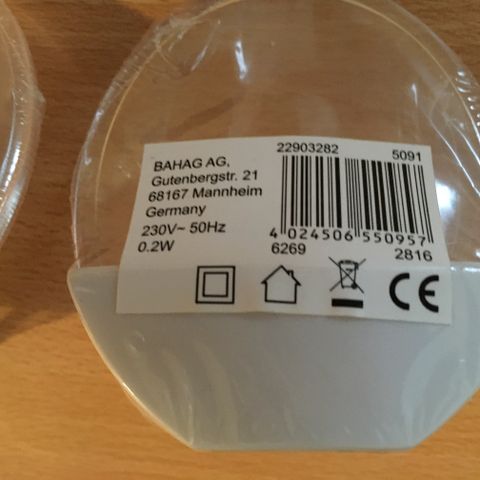 22903282 5091
BAHAG AG,
Gutenbergstr. 21
68167 Mannheim
Germany
230V~ 50Hz
0.2W
4 024506 550957
6269 2816
CE